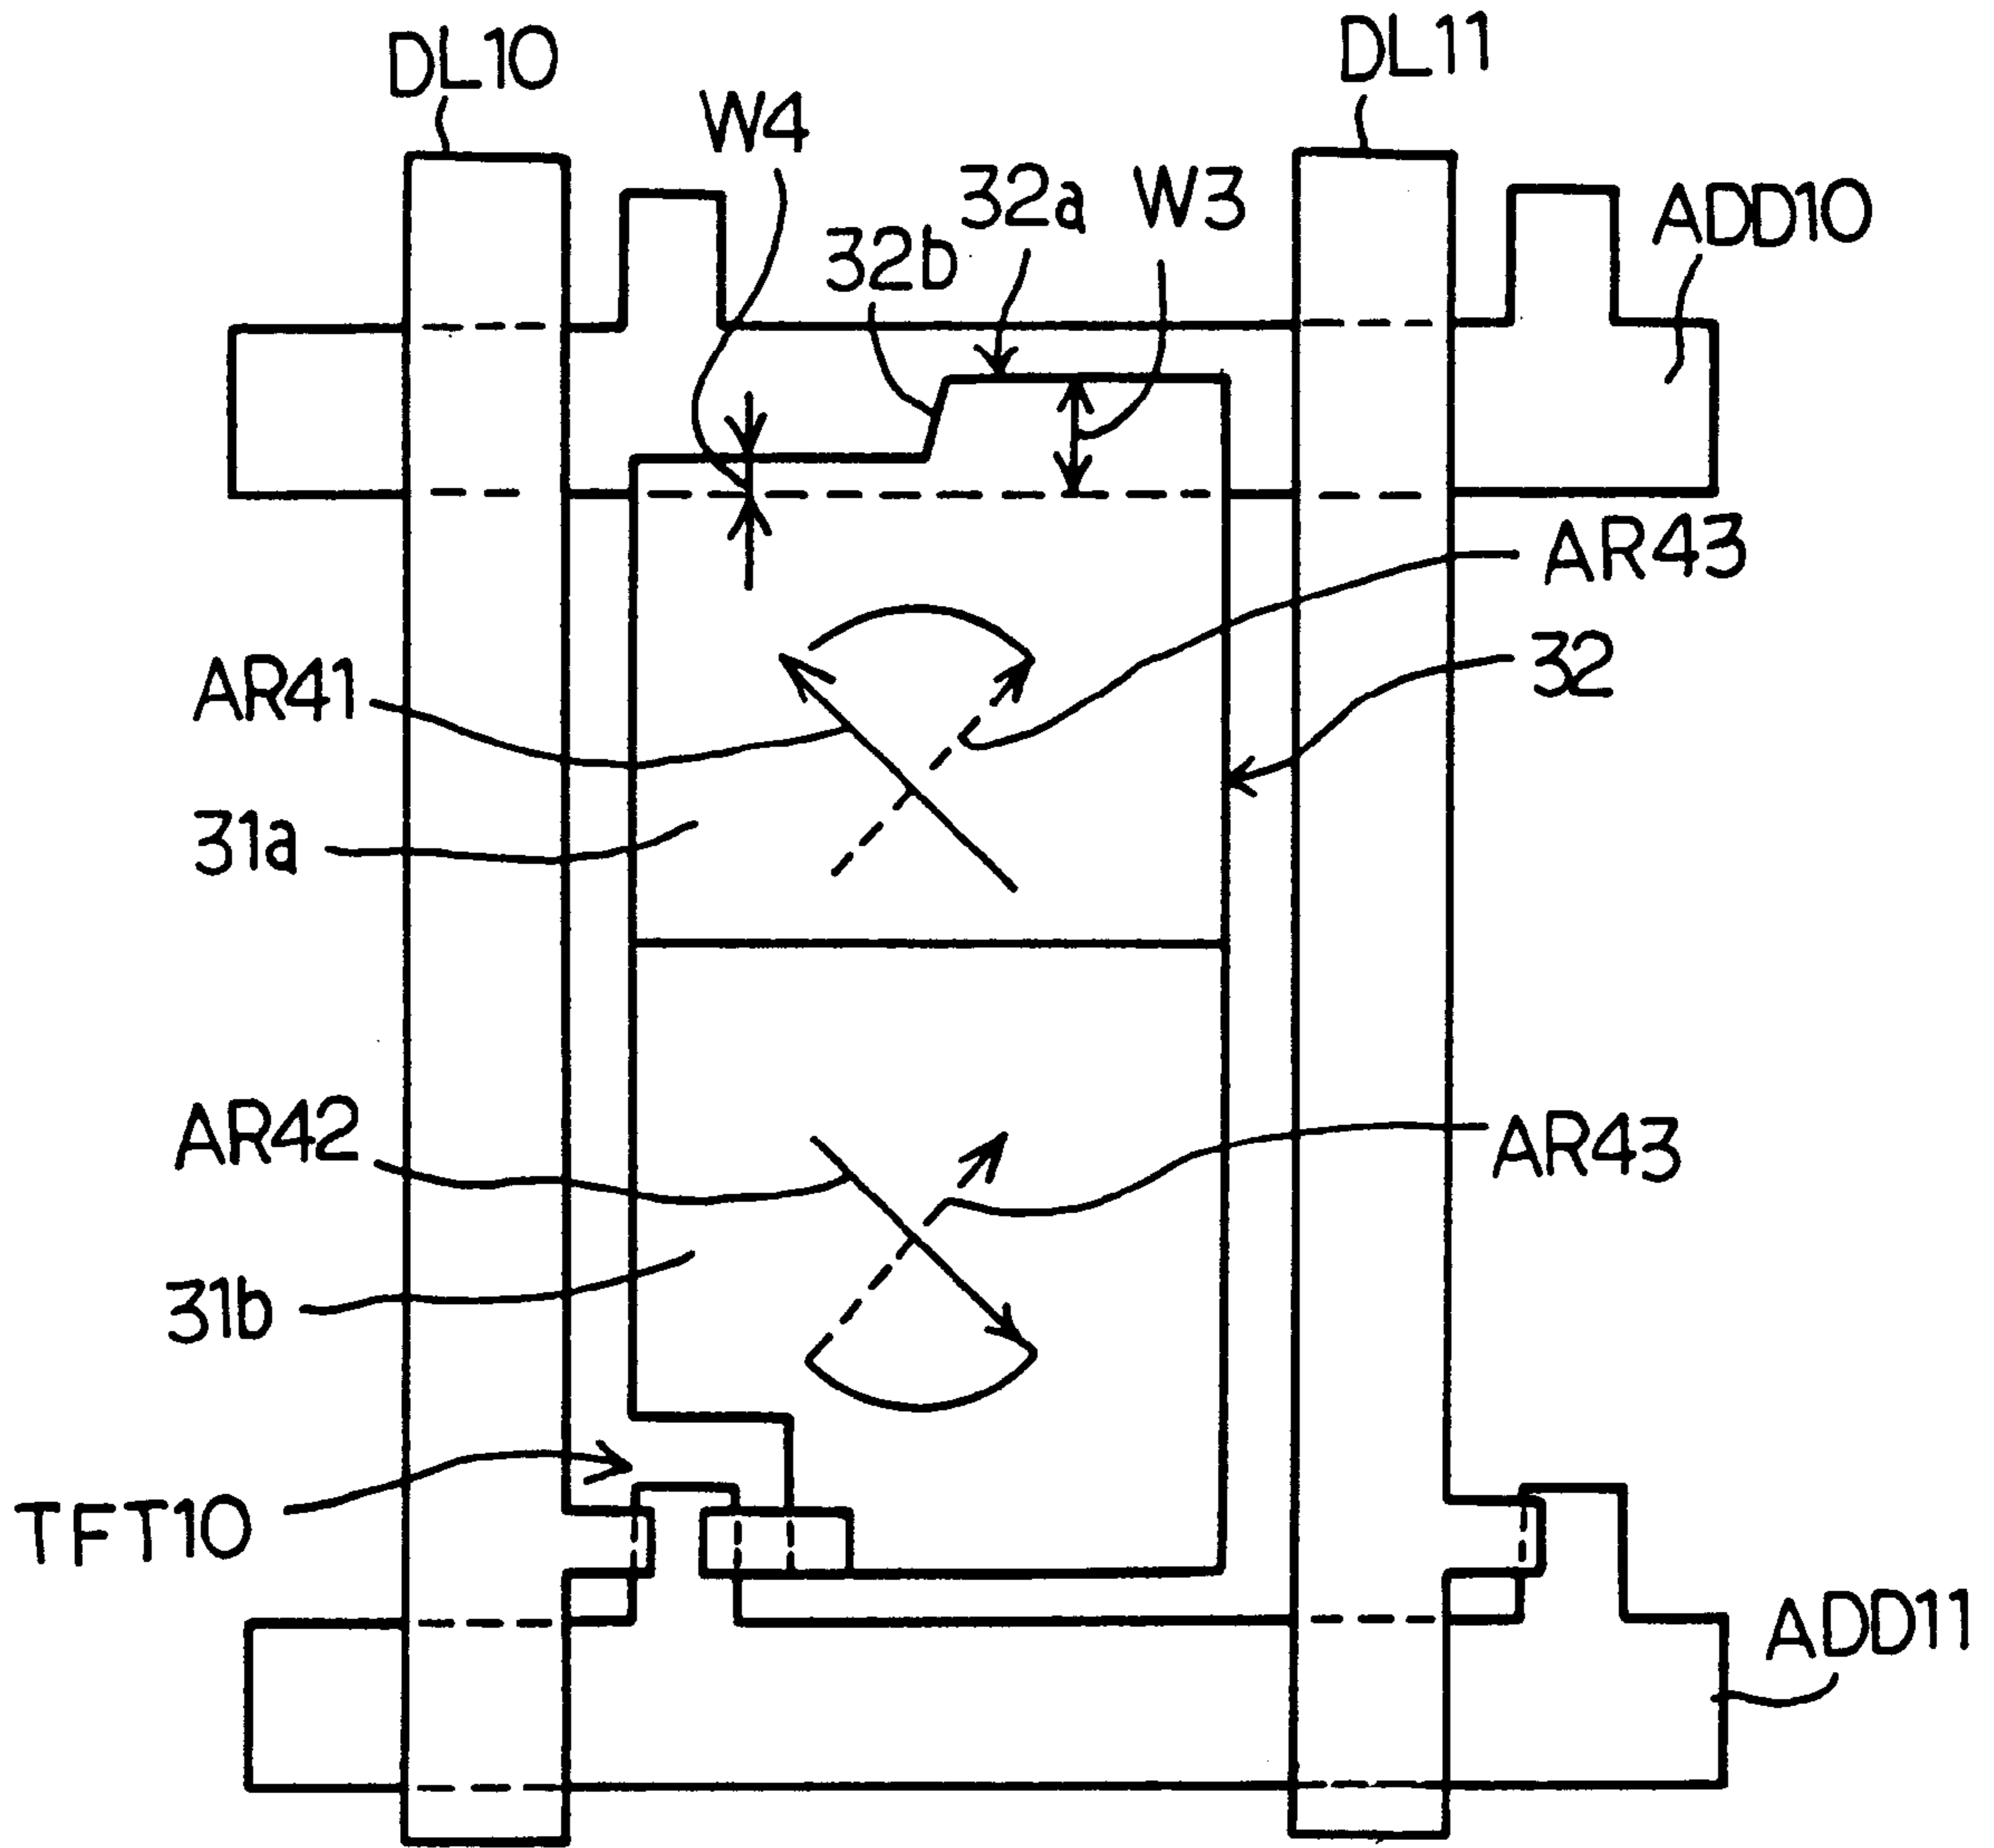 DL10
DL11
W4
32a
W3
ADD10
32b
AR43
32
AR41
31a
AR42
AR43
31b
TFT10
ADD11